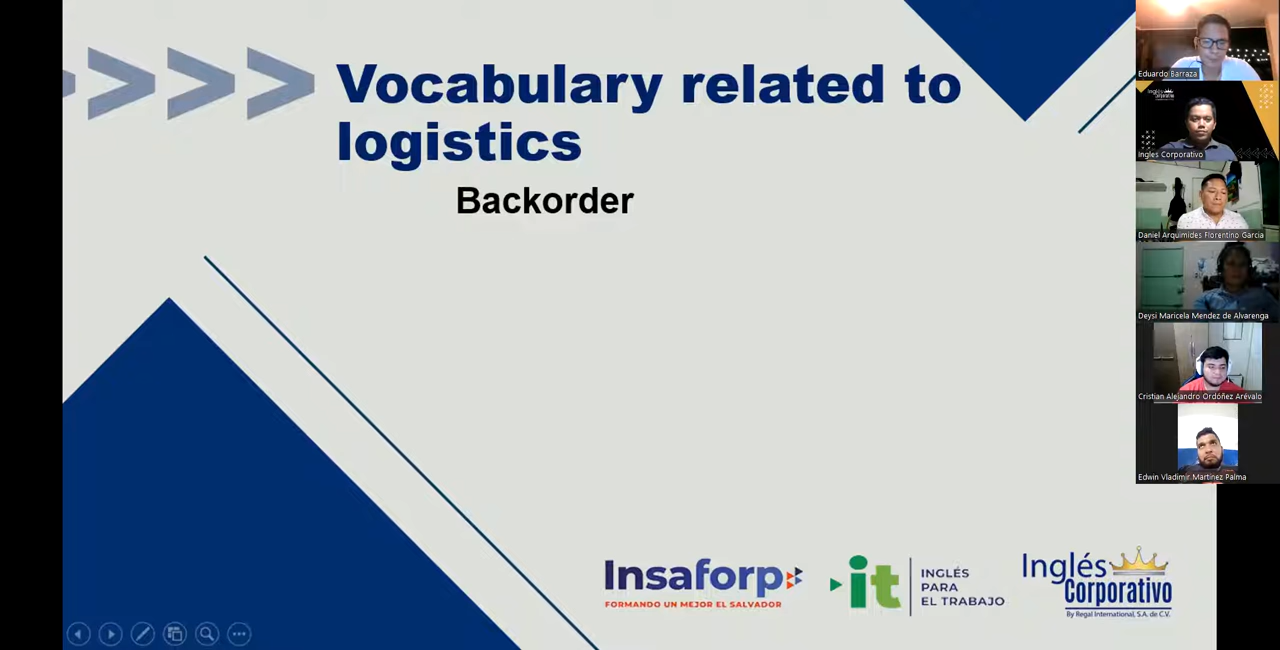 Vocabulary related to
logistics
Backorder
Insaforp
FORMANDO UN MEJOR EL SALVADOR
it
INGLÉS
PARA
EL TRABAJO
Inglés
Corporativo
By Regal International, S.A. de C.V.
Eduardo Barraza
Ingles Corporativo
Daniel Arquimides Florentino Garcia
Deysi Maricela Mendez de Alvarenga
Cristian Alejandro Ordóñez Arévalo
Edwin Vladimir Martinez Palma